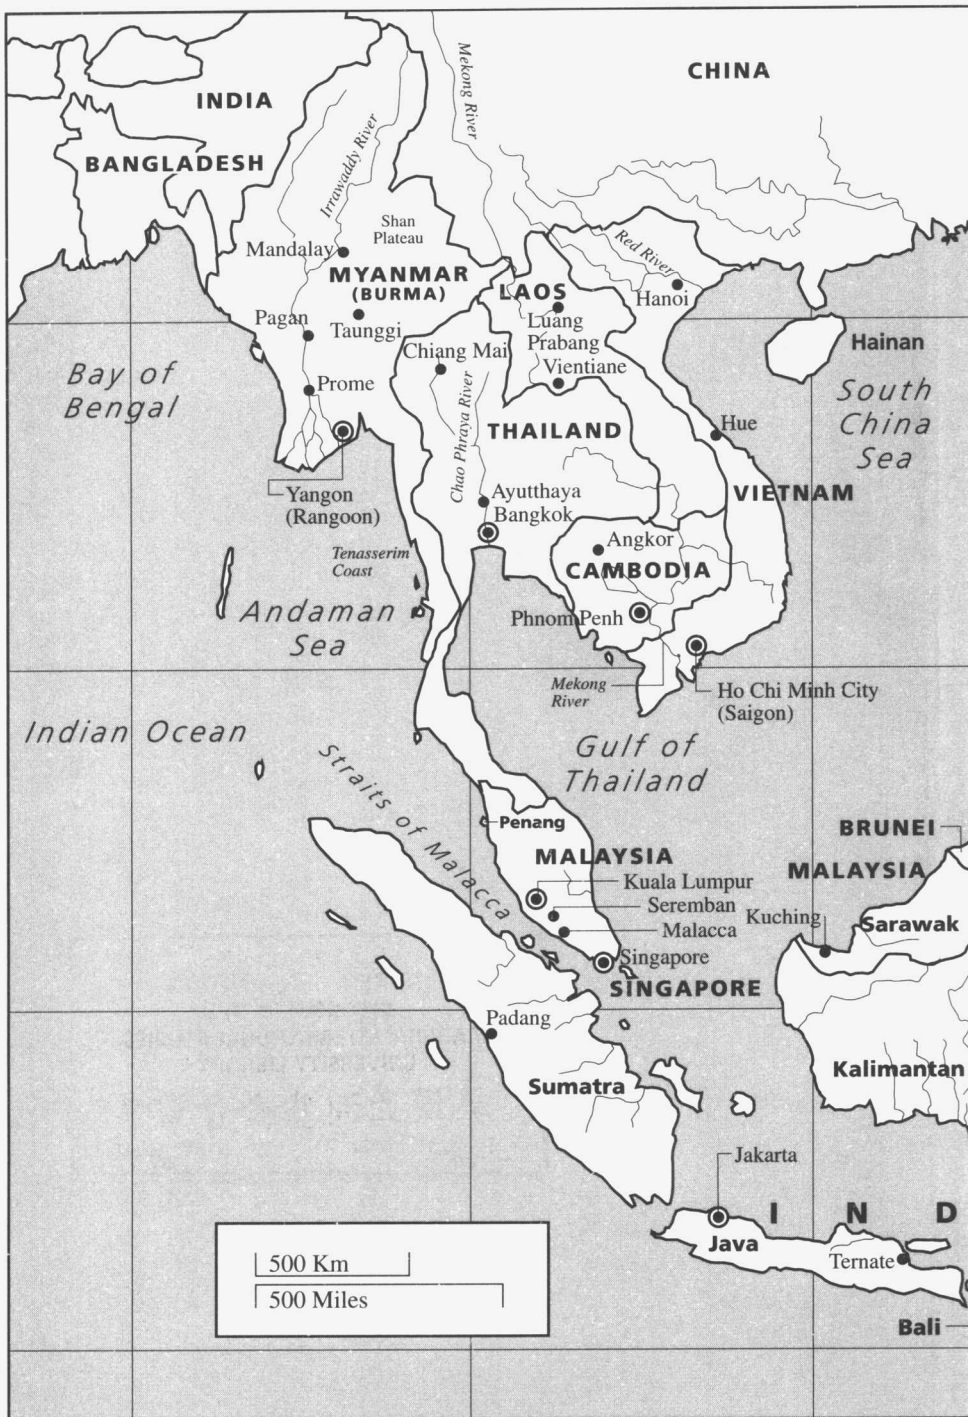 CHINA
INDIA
BANGLADESH
Mekong River
Irrawaddy River
Shan
Plateau
Mandalay
MYANMAR
(BURMA)
Red River
LAOS
Hanoi
Pagan
Taunggi
Luang
Prabang
Hainan
Chiang Mai
Vientiane
Bay of
Bengal
Prome
South
China
Sea
Chao Phraya River
THAILAND
Hue
Yangon
(Rangoon)
Ayutthaya
Bangkok
VIETNAM
Tenasserim
Coast
Angkor
CAMBODIA
Andaman
Sea
Phnom Penh
Mekong
River
Ho Chi Minh City
(Saigon)
Indian Ocean
Gulf of
Thailand
Straits of Malacca
Penang
BRUNEI
MALAYSIA
MALAYSIA
Kuala Lumpur
Seremban
Kuching
Malacca
Sarawak
Singapore
SINGAPORE
Padang
Sumatra
Kalimantan
Jakarta
I N D
Java
Ternate
Bali
500 Km
500 Miles